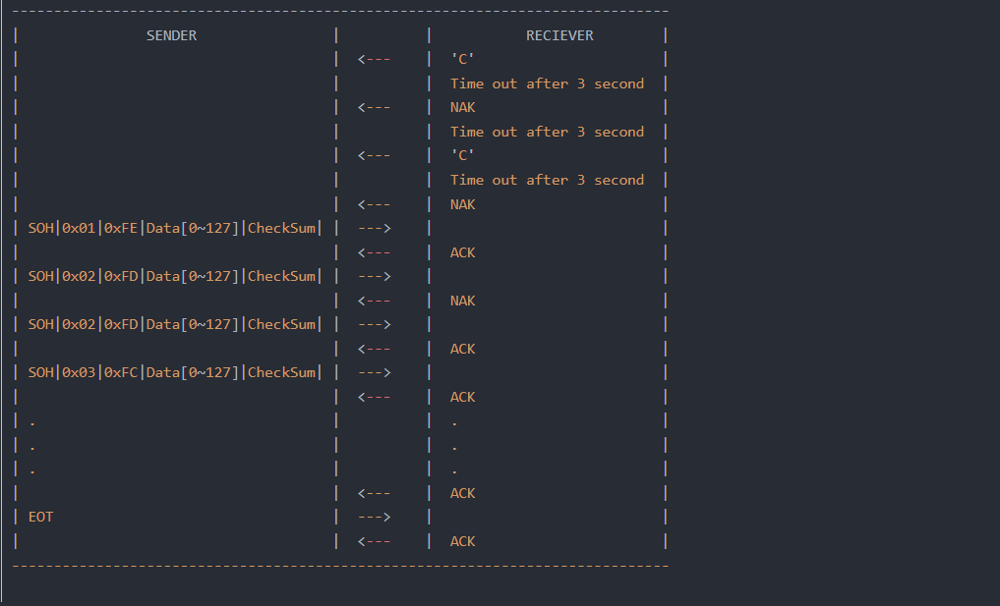 ------------------------------------------------------------------------------
|               SENDER                |          |           RECIEVER        |
|                                     |  <---    |  'C'                      |
|                                     |          |  Time out after 3 second  |
|                                     |  <---    |  NAK                      |
|                                     |          |  Time out after 3 second  |
|                                     |  <---    |  'C'                      |
|                                     |          |  Time out after 3 second  |
|                                     |  <---    |  NAK                      |
| SOH|0x01|0xFE|Data[0~127]|CheckSum| |  --->    |                           |
|                                     |  <---    |  ACK                      |
| SOH|0x02|0xFD|Data[0~127]|CheckSum| |  --->    |                           |
|                                     |  <---    |  NAK                      |
| SOH|0x02|0xFD|Data[0~127]|CheckSum| |  --->    |                           |
|                                     |  <---    |  ACK                      |
| SOH|0x03|0xFC|Data[0~127]|CheckSum| |  --->    |                           |
|                                     |  <---    |  ACK                      |
| .                                   |          |  .                        |
| .                                   |          |  .                        |
| .                                   |          |  .                        |
|                                     |  <---    |  ACK                      |
| EOT                                 |  --->    |                           |
|                                     |  <---    |  ACK                      |
------------------------------------------------------------------------------